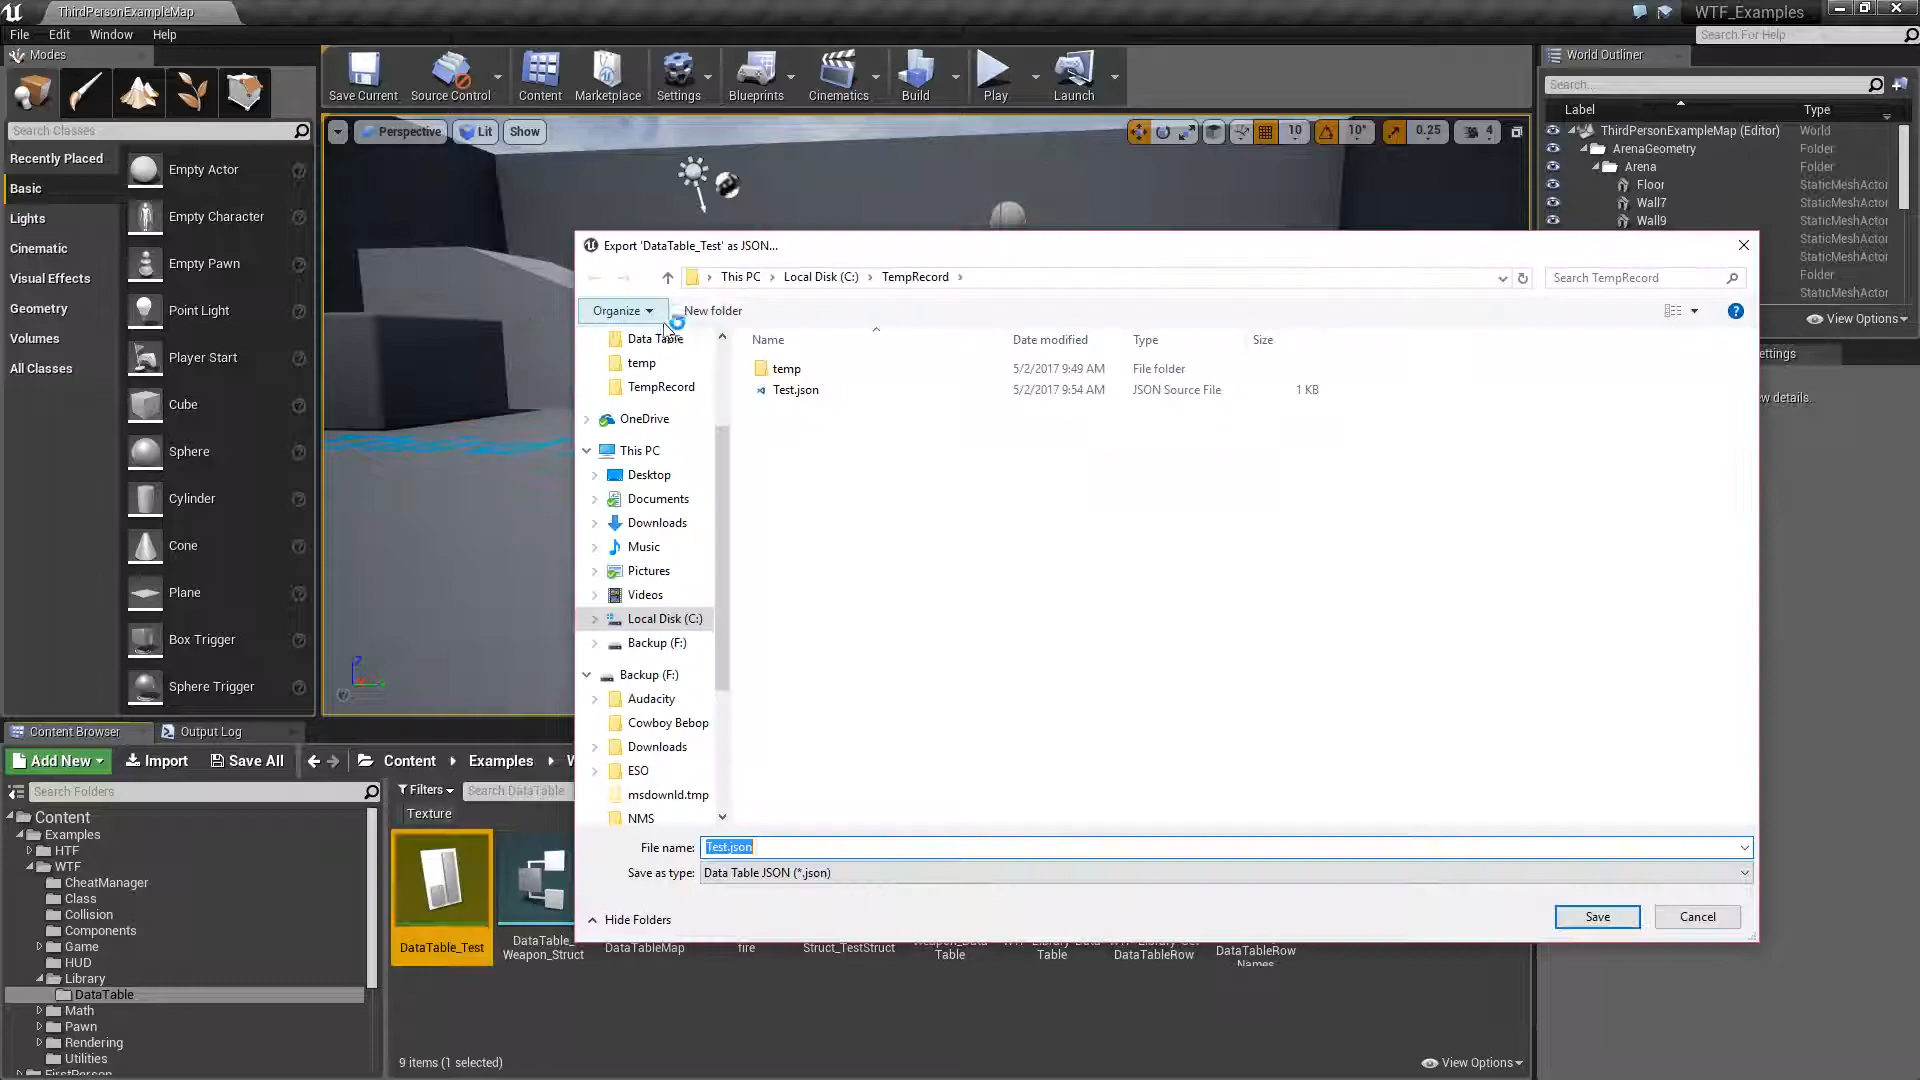 ThirdPersonExampleMap
WTF_Examples
File Edit Window Help
Search For Help
Modes
Save Current
Source Control
Content
Marketplace
Settings
Blueprints
Cinematics
Build
Play
Launch
World Outliner
Search...
Label Type
ThirdPersonExampleMap (Editor) World
ArenaGeometry Folder
Arena Folder
Floor StaticMeshActor
Wall7 StaticMeshActor
Wall9 StaticMeshActor
StaticMeshActor
StaticMeshActor
Folder
StaticMeshActor
View Options
Search Classes
Recently Placed
Basic
Lights
Cinematic
Visual Effects
Geometry
Volumes
All Classes
Empty Actor
Empty Character
Empty Pawn
Point Light
Player Start
Cube
Sphere
Cylinder
Cone
Plane
Box Trigger
Sphere Trigger
Perspective Lit Show
10 10° 0.25 4
Export 'DataTable_Test' as JSON...
This PC Local Disk (C:) TempRecord
Search TempRecord
Organize New folder
Data Table
temp
TempRecord
OneDrive
This PC
Desktop
Documents
Downloads
Music
Pictures
Videos
Local Disk (C:)
Backup (F:)
Backup (F:)
Audacity
Cowboy Bebop
Downloads
ESO
msdownld.tmp
NMS
Name Date modified Type Size
temp 5/2/2017 9:49 AM File folder
Test.json 5/2/2017 9:54 AM JSON Source File 1 KB
File name: Test.json
Save as type: Data Table JSON (*.json)
Hide Folders
Save Cancel
ettings
ew details.
Content Browser Output Log
Add New Import Save All Content Examples
Search Folders
Content
Examples
HTF
WTF
CheatManager
Class
Collision
Components
Game
HUD
Library
DataTable
Math
Pawn
Rendering
Utilities
FirstPerson
Filters Search DataTable
Texture
DataTable_Test
DataTable_
Weapon_Struct
DataTableMap
fire
Struct_TestStruct
Weapon_Data
Table
Table
DataTableRow
DataTableRow
Names
9 items (1 selected)
View Options